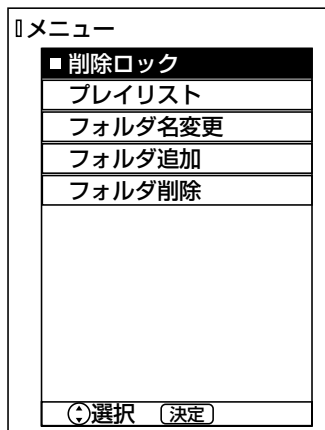 メニュー
■削除ロック
プレイリスト
フォルダ名変更
フォルダ追加
フォルダ削除
選択 決定